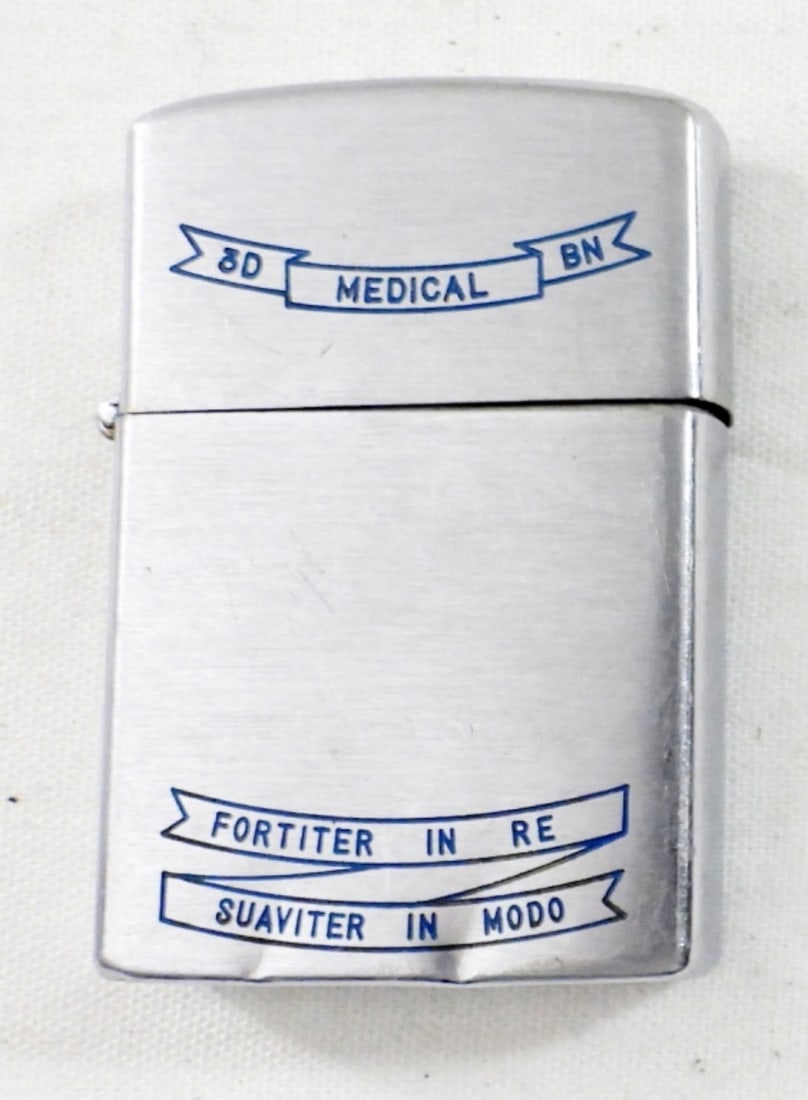 3D MEDICAL BN
FORTITER IN RE
SUAVITER IN MODO